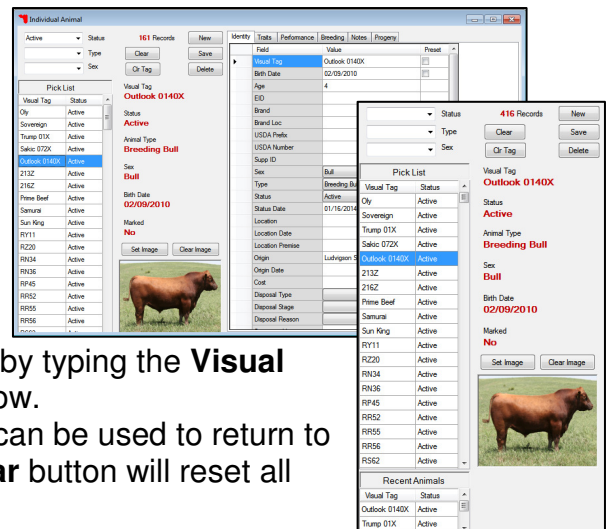 Individual Animal
Active Status 161 Records New
Type Clear Save
Sex Clr Tag Delete
Pick List
Visual Tag Status
Oly Active
Sovereign Active
Trump 01X Active
Sakic 072X Active
Outlook 0140X Active
213Z Active
216Z Active
Prime Beef Active
Samurai Active
Sun King Active
RY11 Active
RZ20 Active
RN34 Active
RN36 Active
RP45 Active
RR52 Active
RR55 Active
RR56 Active
Visual Tag
Outlook 0140X
Status
Active
Animal Type
Breeding Bull
Sex
Bull
Birth Date
02/09/2010
Marked
No
Set Image Clear Image
Identity Traits Performance Breeding Notes Progeny
Field Value Preset
Visual Tag Outlook 0140X
Birth Date 02/09/2010
Age 4
EID
Brand
Brand Loc
USDA Prefix
USDA Number
Supp ID
Sex Bull
Type Breeding Bu
Status Active
Status Date 01/16/2014
Location
Location Date
Location Premise
Origin Ludvigson S
Origin Date
Cost
Disposal Type
Disposal Stage
Disposal Reason
Status 416 Records New
Type Clear Save
Sex Clr Tag Delete
Pick List
Visual Tag Status
Oly Active
Sovereign Active
Trump 01X Active
Sakic 072X Active
Outlook 0140X Active
213Z Active
216Z Active
Prime Beef Active
Samurai Active
Sun King Active
RY11 Active
RZ20 Active
RN34 Active
RN36 Active
RP45 Active
RR52 Active
RR55 Active
RR56 Active
RS62 Active
Recent Animals
Visual Tag Status
Outlook 0140X Active
Trump 01X Active
Visual Tag
Outlook 0140X
Status
Active
Animal Type
Breeding Bull
Sex
Bull
Birth Date
02/09/2010
Marked
No
Set Image Clear Image
by typing the Visual
ow.
can be used to return to
ar button will reset all